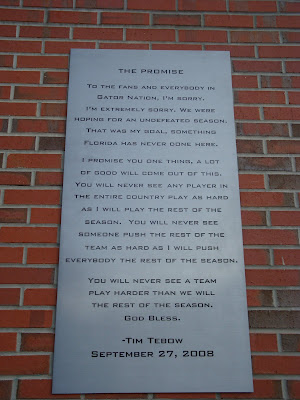 THE PROMISE
TO THE FANS AND EVERYBODY IN
GATOR NATION, I'M SORRY.
I'M EXTREMELY SORRY. WE WERE
HOPING FOR AN UNDEFEATED SEASON.
THAT WAS MY GOAL, SOMETHING
FLORIDA HAS NEVER DONE HERE.
I PROMISE YOU ONE THING, A LOT
OF GOOD WILL COME OUT OF THIS.
YOU WILL NEVER SEE ANY PLAYER IN
THE ENTIRE COUNTRY PLAY AS HARD
AS I WILL PLAY THE REST OF THE
SEASON. YOU WILL NEVER SEE
SOMEONE PUSH THE REST OF THE
TEAM AS HARD AS I WILL PUSH
EVERYBODY THE REST OF THE SEASON.
YOU WILL NEVER SEE A TEAM
PLAY HARDER THAN WE WILL
THE REST OF THE SEASON.
GOD BLESS.
-TIM TEBOW
SEPTEMBER 27, 2008